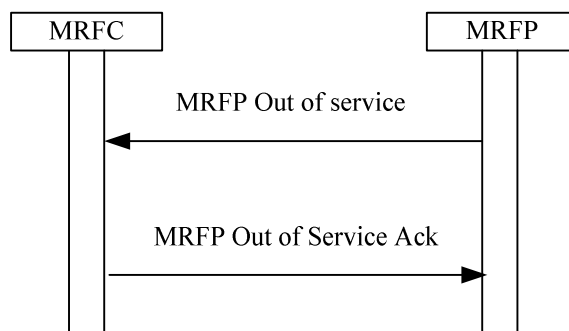 MRFC
MRFP
MRFP Out of service
MRFP Out of Service Ack